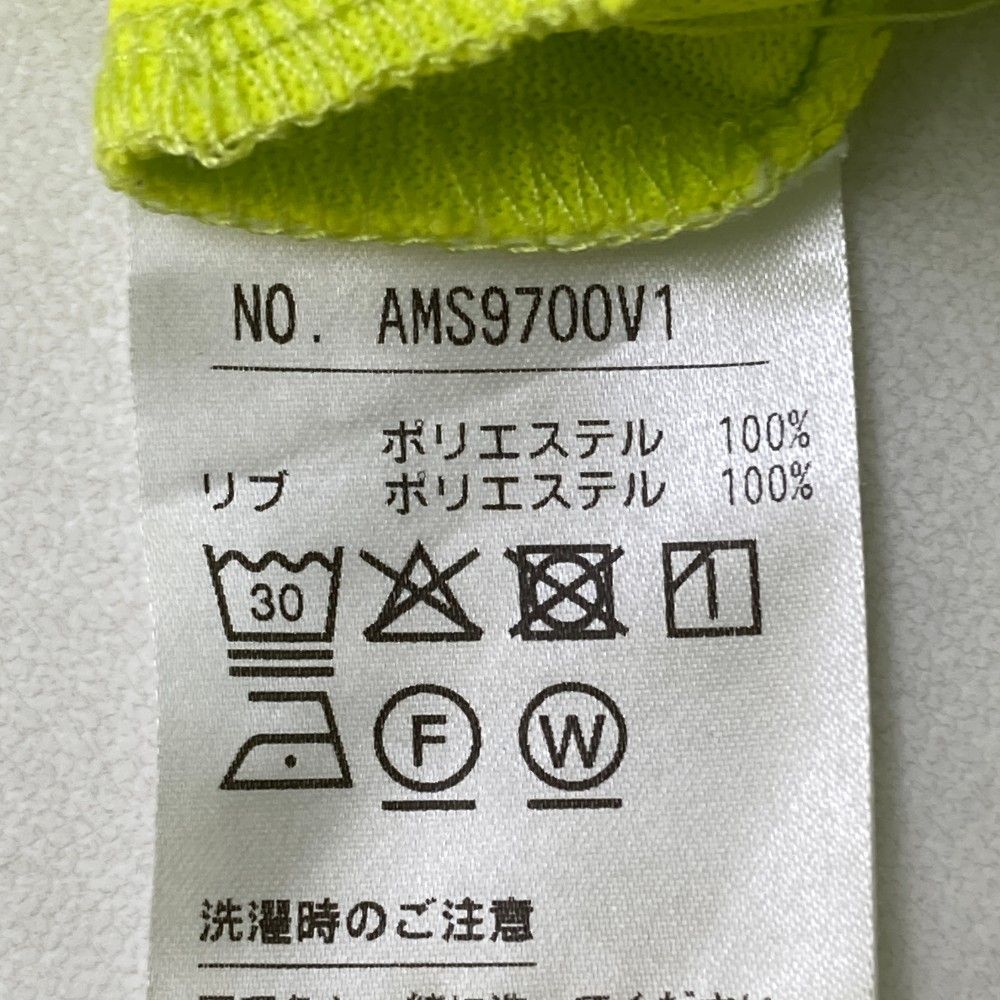 NO. AMS9700V1
ポリエステル 100%
リブ ポリエステル 100%
30
F W
洗濯時のご注意